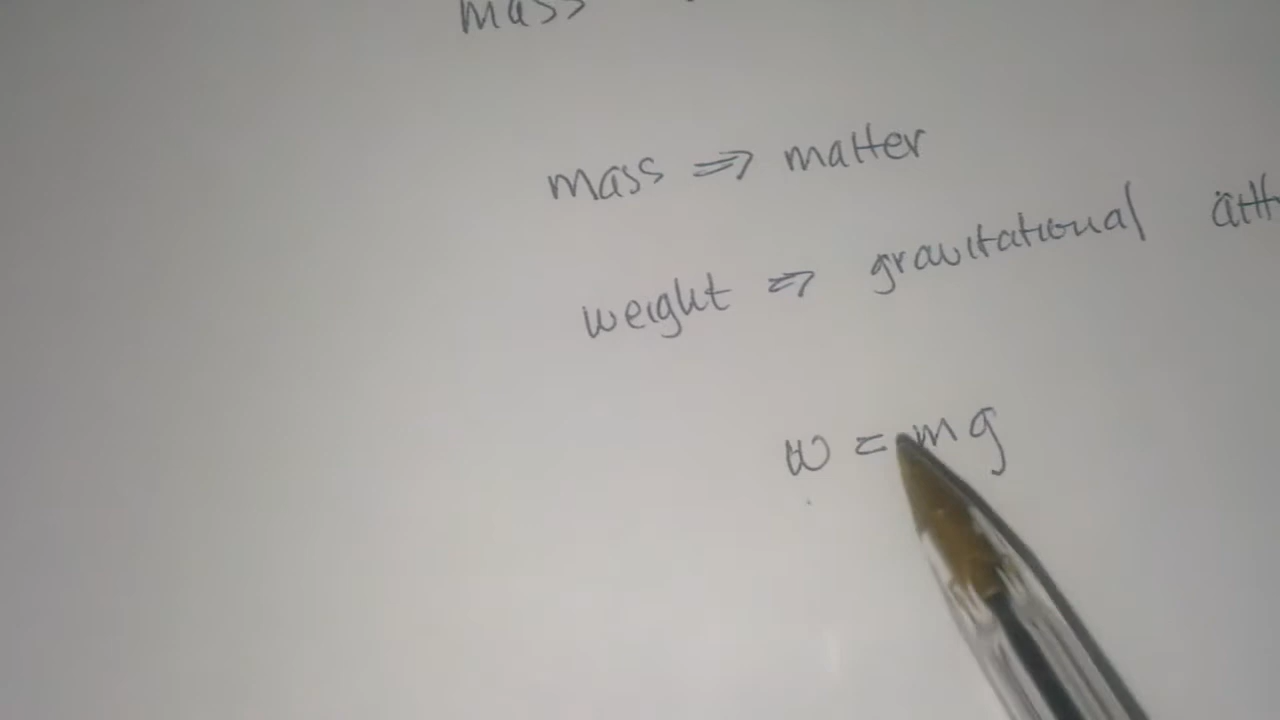 mass
mass ⇒ matter
weight ⇒ gravitational
w = mg